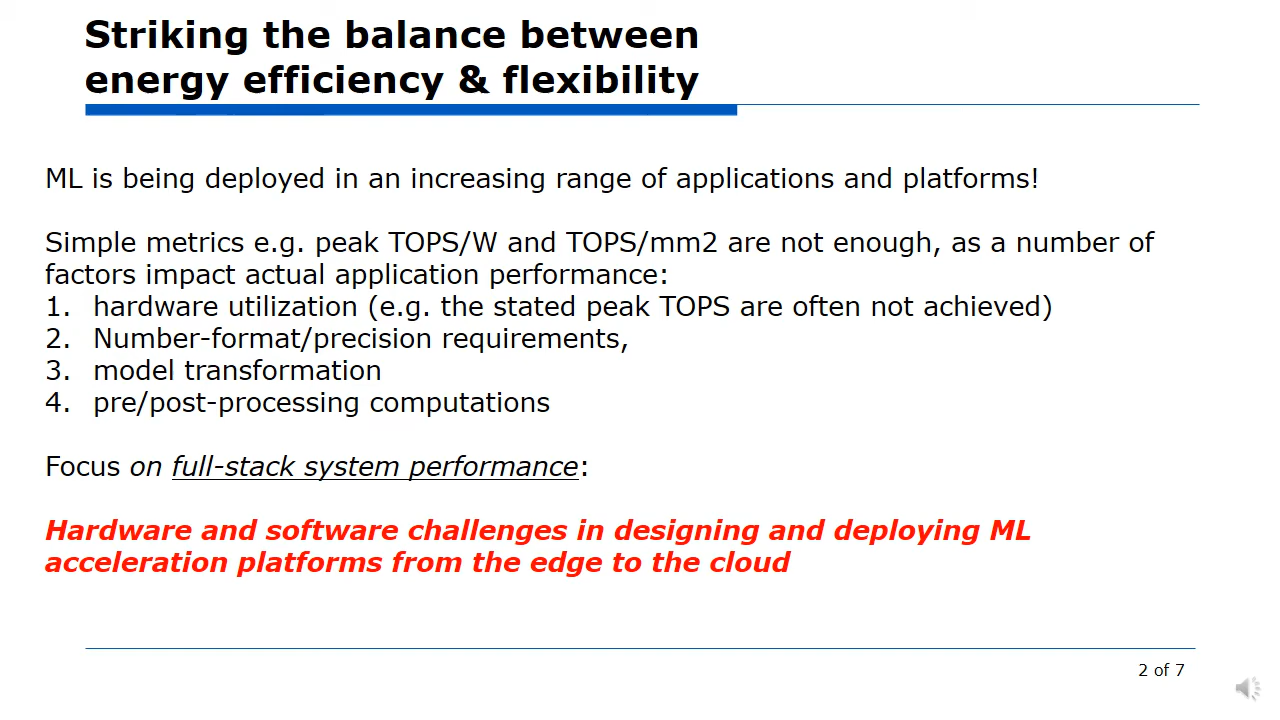 Striking the balance between
energy efficiency & flexibility
ML is being deployed in an increasing range of applications and platforms!
Simple metrics e.g. peak TOPS/W and TOPS/mm2 are not enough, as a number of
factors impact actual application performance:
1. hardware utilization (e.g. the stated peak TOPS are often not achieved)
2. Number-format/precision requirements,
3. model transformation
4. pre/post-processing computations
Focus on full-stack system performance:
Hardware and software challenges in designing and deploying ML
acceleration platforms from the edge to the cloud
2 of 7